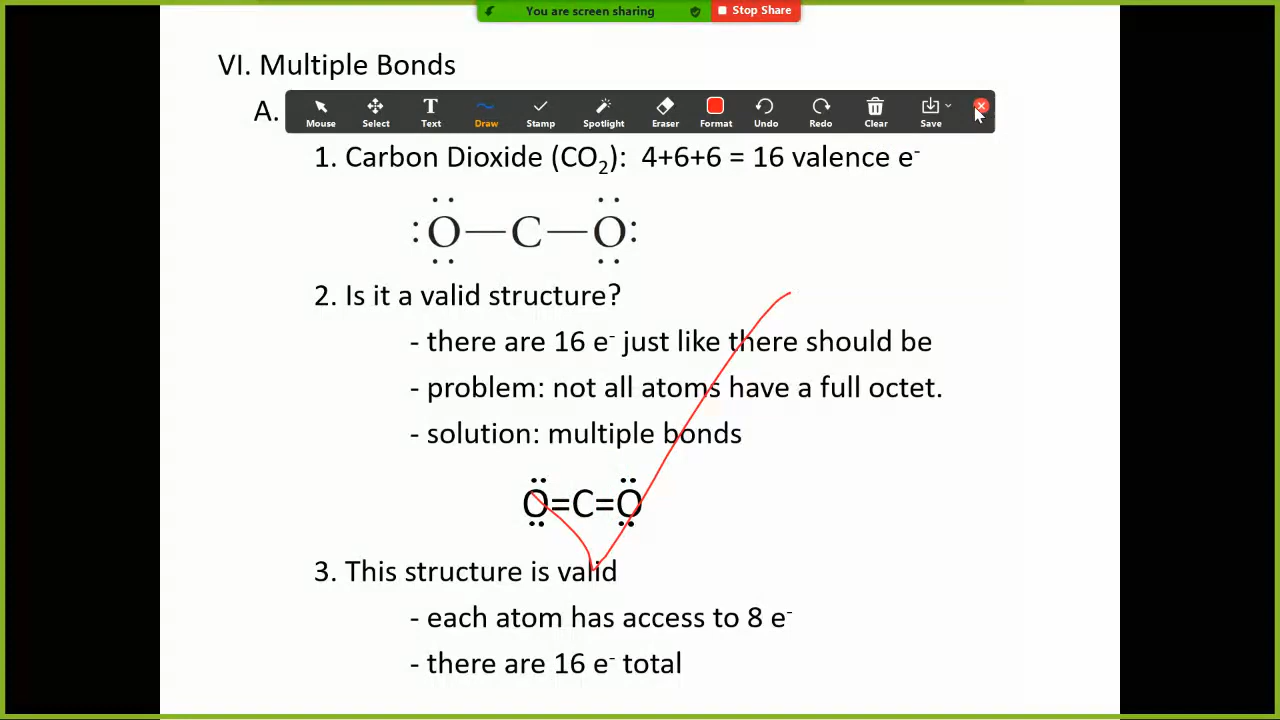 You are screen sharing Stop Share
VI. Multiple Bonds
A.
Mouse Select Text Draw Stamp Spotlight Eraser Format Undo Redo Clear Save
1. Carbon Dioxide (CO₂): 4+6+6 = 16 valence e⁻
:O—C—O:
2. Is it a valid structure?
- there are 16 e⁻ just like there should be
- problem: not all atoms have a full octet.
- solution: multiple bonds
O=C=O
3. This structure is valid
- each atom has access to 8 e⁻
- there are 16 e⁻ total